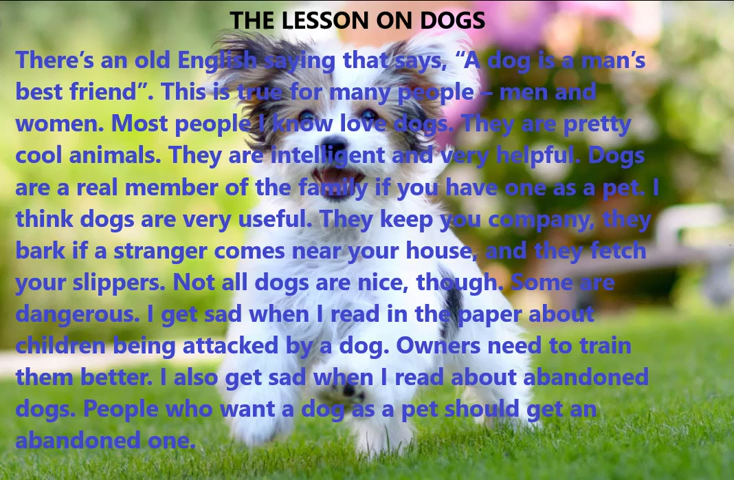 THE LESSON ON DOGS
There’s an old English saying that says, “A dog is a man’s
best friend”. This is true for many people – men and
women. Most people I know love dogs. They are pretty
cool animals. They are intelligent and very helpful. Dogs
are a real member of the family if you have one as a pet. I
think dogs are very useful. They keep you company, they
bark if a stranger comes near your house, and they fetch
your slippers. Not all dogs are nice, though. Some are
dangerous. I get sad when I read in the paper about
children being attacked by a dog. Owners need to train
them better. I also get sad when I read about abandoned
dogs. People who want a dog as a pet should get an
abandoned one.